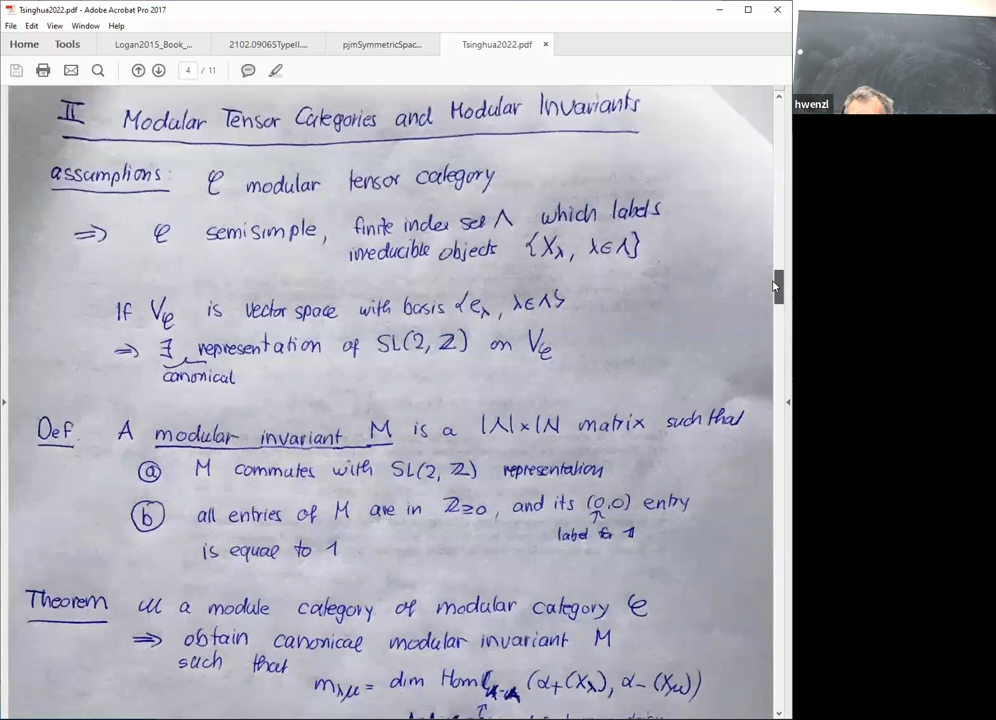 Tsinghua2022.pdf - Adobe Acrobat Pro 2017
File Edit View Window Help
Home Tools Logan2015_Book_... 2102.09065TypeII.... pjmSymmetricSpac... Tsinghua2022.pdf ×
4 / 11
hwenzl
II Modular Tensor Categories and Modular Invariants
assumptions: 𝒞 modular tensor category
⇒ 𝒞 semisimple, finite index set Λ which labels
irreducible objects {X_λ, λ∈Λ}
If V_𝒞 is vector space with basis {e_λ, λ∈Λ}
⇒ ∃ representation of SL(2, ℤ) on V_𝒞
canonical
Def. A modular invariant M is a |Λ|×|Λ| matrix such that
(a) M commutes with SL(2, ℤ) representation
(b) all entries of M are in ℤ≥0, and its (0,0) entry
label for 1
is equal to 1
Theorem ℳ a module category of modular category 𝒞
⇒ obtain canonical modular invariant M
such that
m_λμ = dim Hom (α+(X_λ), α-(X_μ))